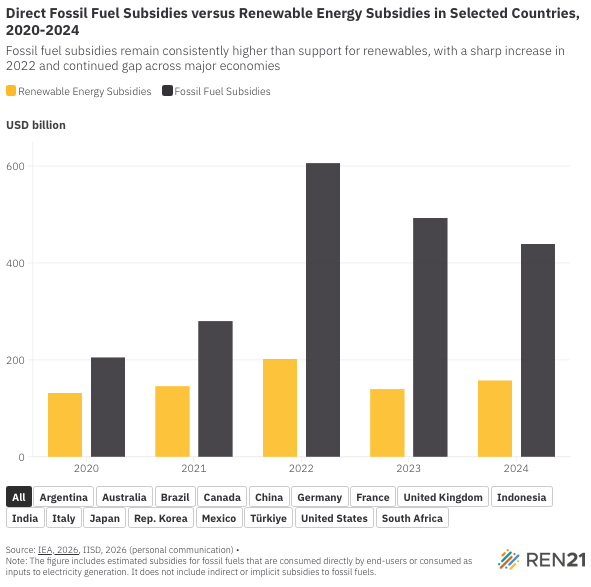 Direct Fossil Fuel Subsidies versus Renewable Energy Subsidies in Selected Countries,
2020-2024
Fossil fuel subsidies remain consistently higher than support for renewables, with a sharp increase in
2022 and continued gap across major economies
Renewable Energy Subsidies Fossil Fuel Subsidies
USD billion
600
400
200
0
2020 2021 2022 2023 2024
All Argentina Australia Brazil Canada China Germany France United Kingdom Indonesia
India Italy Japan Rep. Korea Mexico Türkiye United States South Africa
Source: IEA, 2026, IISD, 2026 (personal communication) •
Note: The figure includes estimated subsidies for fossil fuels that are consumed directly by end-users or consumed as
inputs to electricity generation. It does not include indirect or implicit subsidies to fossil fuels.
REN21